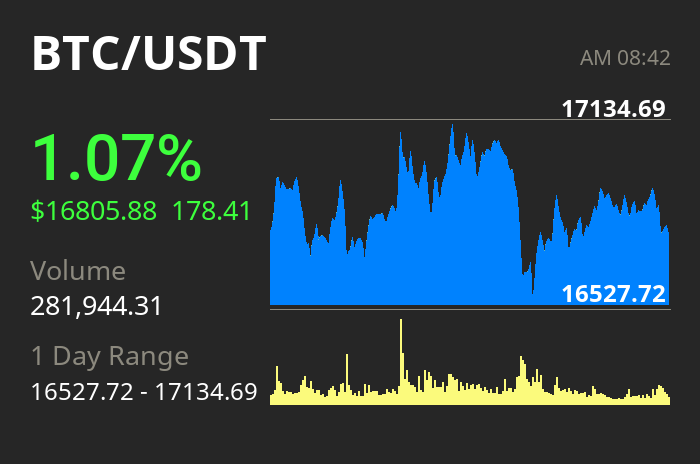 BTC/USDT
AM 08:42
17134.69
1.07%
$16805.88 178.41
Volume
281,944.31
16527.72
1 Day Range
16527.72 - 17134.69